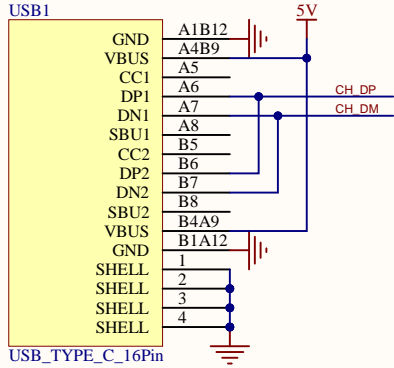 USB1
5V
GND A1B12
VBUS A4B9
CC1 A5
DP1 A6 CH_DP
DN1 A7 CH_DM
SBU1 A8
CC2 B5
DP2 B6
DN2 B7
SBU2 B8
VBUS B4A9
GND B1A12
SHELL 1
SHELL 2
SHELL 3
SHELL 4
USB_TYPE_C_16Pin